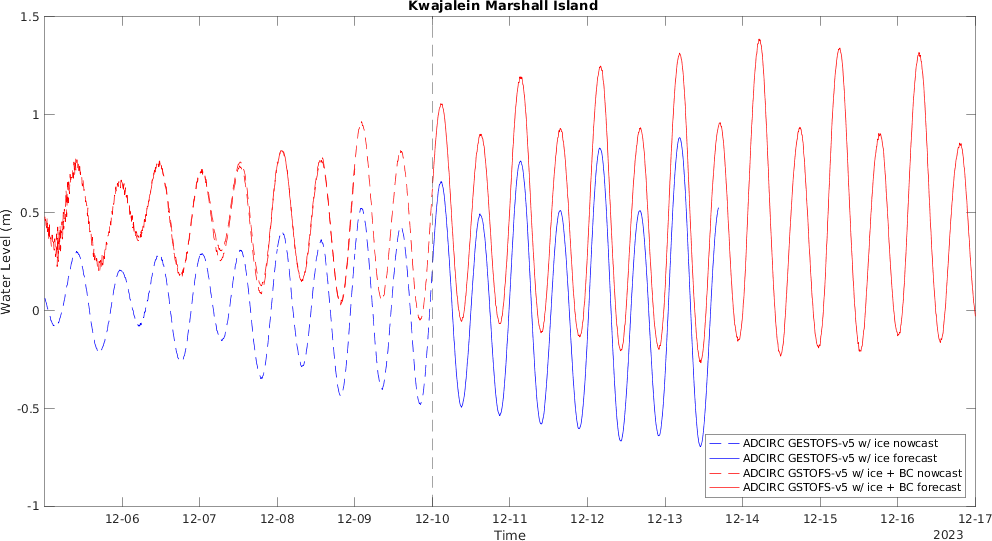 Kwajalein Marshall Island
1.5
1
0.5
0
-0.5
-1
Water Level (m)
ADCIRC GESTOFS-v5 w/ ice nowcast
ADCIRC GESTOFS-v5 w/ ice forecast
ADCIRC GSTOFS-v5 w/ ice + BC nowcast
ADCIRC GSTOFS-v5 w/ ice + BC forecast
12-06 12-07 12-08 12-09 12-10 12-11 12-12 12-13 12-14 12-15 12-16 12-17
Time
2023